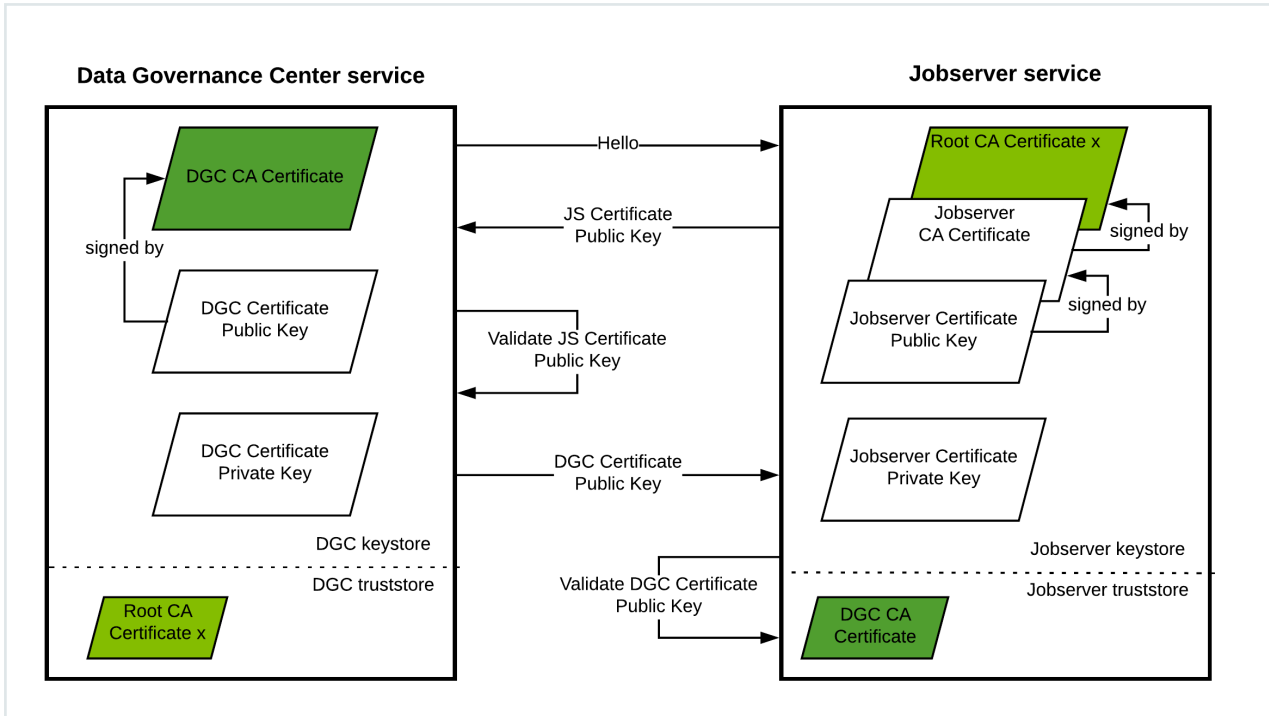 Data Governance Center service
DGC CA Certificate
signed by
DGC Certificate
Public Key
DGC Certificate
Private Key
DGC keystore
DGC truststore
Root CA
Certificate x
Hello
JS Certificate
Public Key
Validate JS Certificate
Public Key
DGC Certificate
Public Key
Validate DGC Certificate
Public Key
Jobserver service
Root CA Certificate x
Jobserver
CA Certificate
signed by
signed by
Jobserver Certificate
Public Key
Jobserver Certificate
Private Key
Jobserver keystore
Jobserver truststore
DGC CA
Certificate